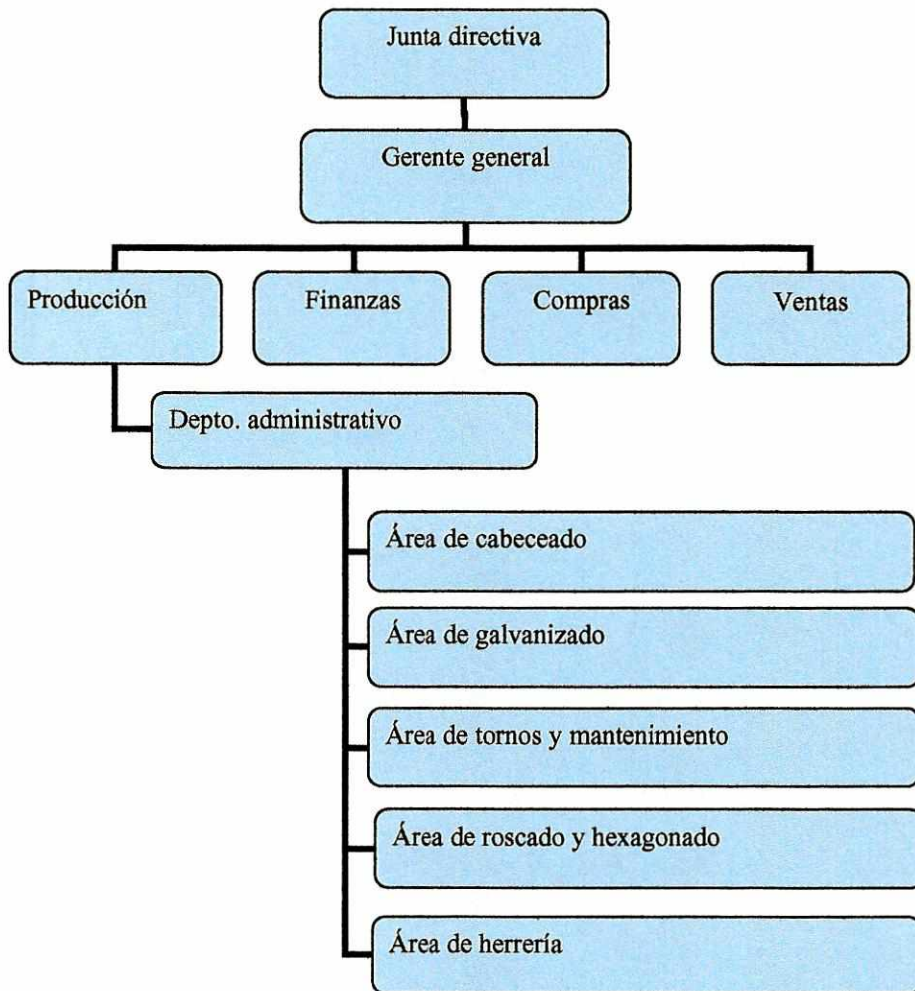 Junta directiva
Gerente general
Producción
Finanzas
Compras
Ventas
Depto. administrativo
Área de cabeceado
Área de galvanizado
Área de tornos y mantenimiento
Área de roscado y hexagonado
Área de herrería